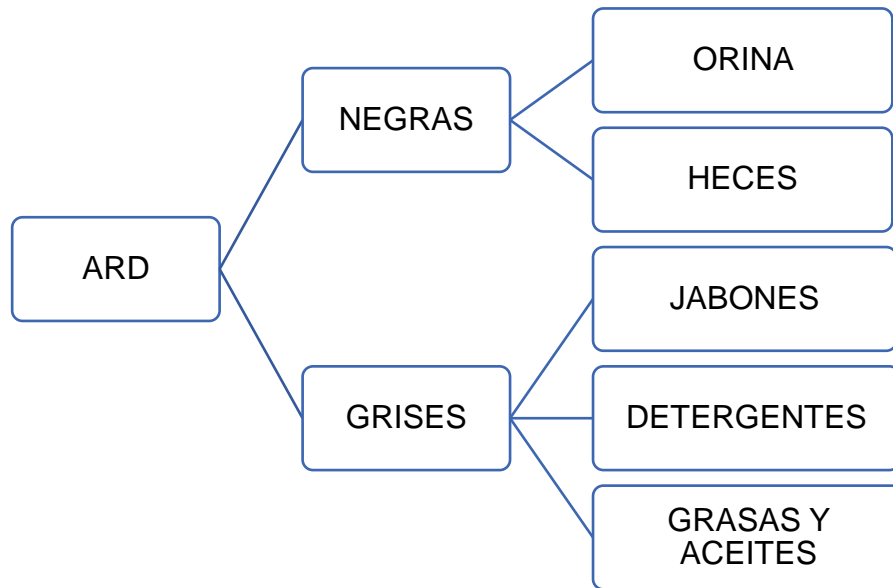 ARD
NEGRAS
ORINA
HECES
GRISES
JABONES
DETERGENTES
GRASAS Y
ACEITES